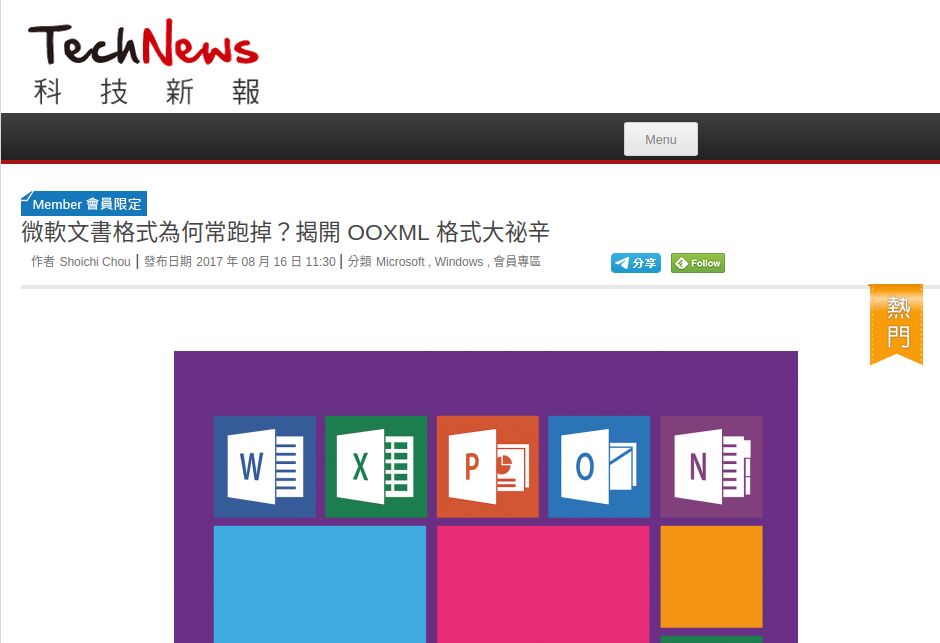 TechNews
科技新報
Menu
Member 會員限定
微軟文書格式為何常跑掉？揭開 OOXML 格式大祕辛
作者 Shoichi Chou | 發布日期 2017 年 08 月 16 日 11:30 | 分類 Microsoft , Windows , 會員專區
分享 Follow
熱門
W X P O N